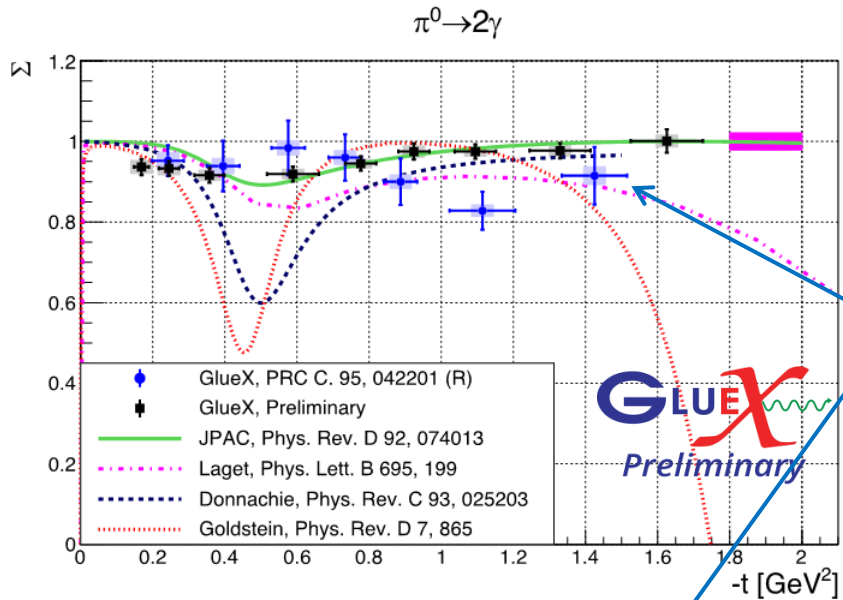 π⁰→2γ
Σ
1.2
1
0.8
0.6
0.4
0.2
0
GlueX, PRC C. 95, 042201 (R)
GlueX, Preliminary
JPAC, Phys. Rev. D 92, 074013
Laget, Phys. Lett. B 695, 199
Donnachie, Phys. Rev. C 93, 025203
Goldstein, Phys. Rev. D 7, 865
GLUEX
Preliminary
0 0.2 0.4 0.6 0.8 1 1.2 1.4 1.6 1.8 2
-t [GeV²]